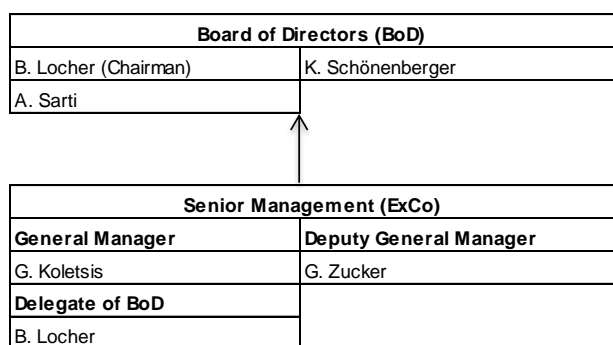 Board of Directors (BoD)
B. Locher (Chairman) K. Schönenberger
A. Sarti
Senior Management (ExCo)
General Manager Deputy General Manager
G. Koletsis G. Zucker
Delegate of BoD
B. Locher